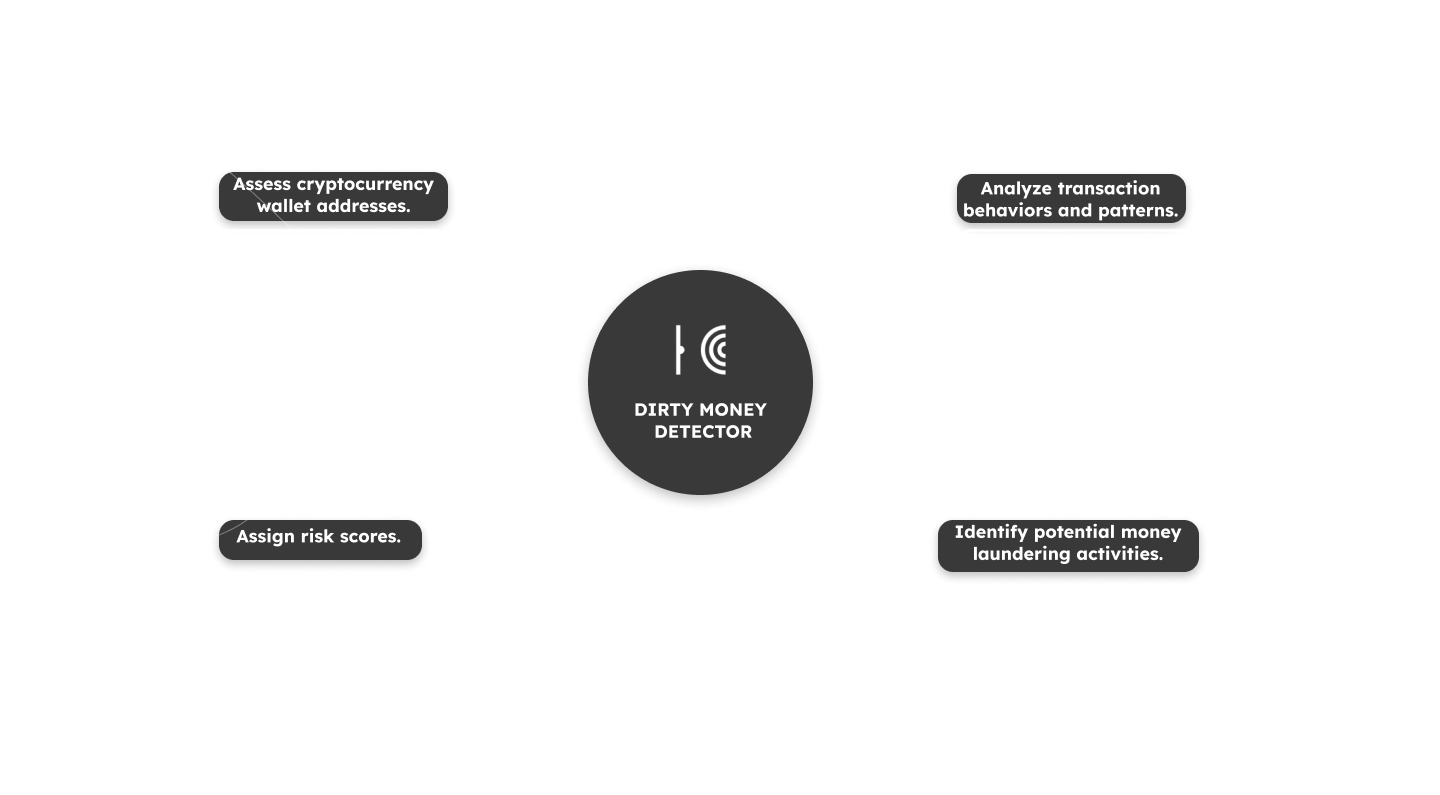 Assess cryptocurrency
wallet addresses.
Analyze transaction
behaviors and patterns.
DIRTY MONEY
DETECTOR
Assign risk scores.
Identify potential money
laundering activities.